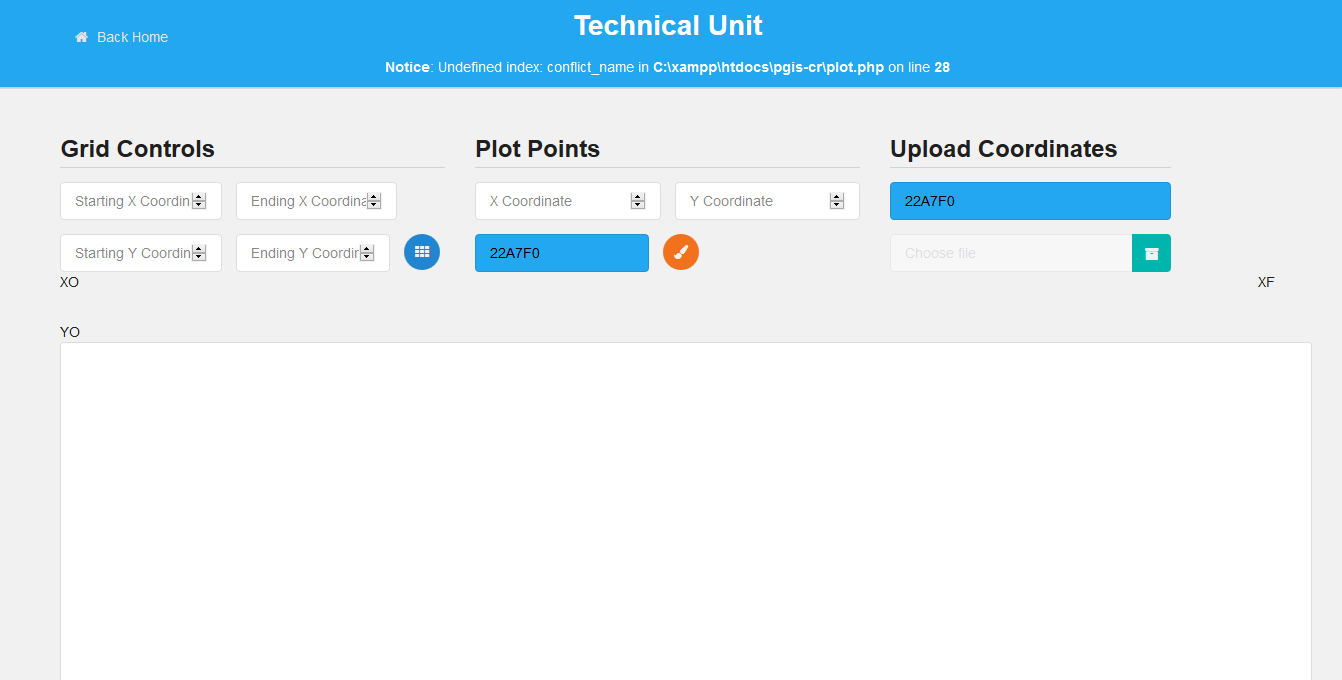 Technical Unit
Back Home
Notice: Undefined index: conflict_name in C:\xampp\htdocs\pgis-cr\plot.php on line 28
Grid Controls
Plot Points
Upload Coordinates
Starting X Coordin
Ending X Coordina
X Coordinate
Y Coordinate
22A7F0
Starting Y Coordin
Ending Y Coordin
22A7F0
Choose file
XO
XF
YO